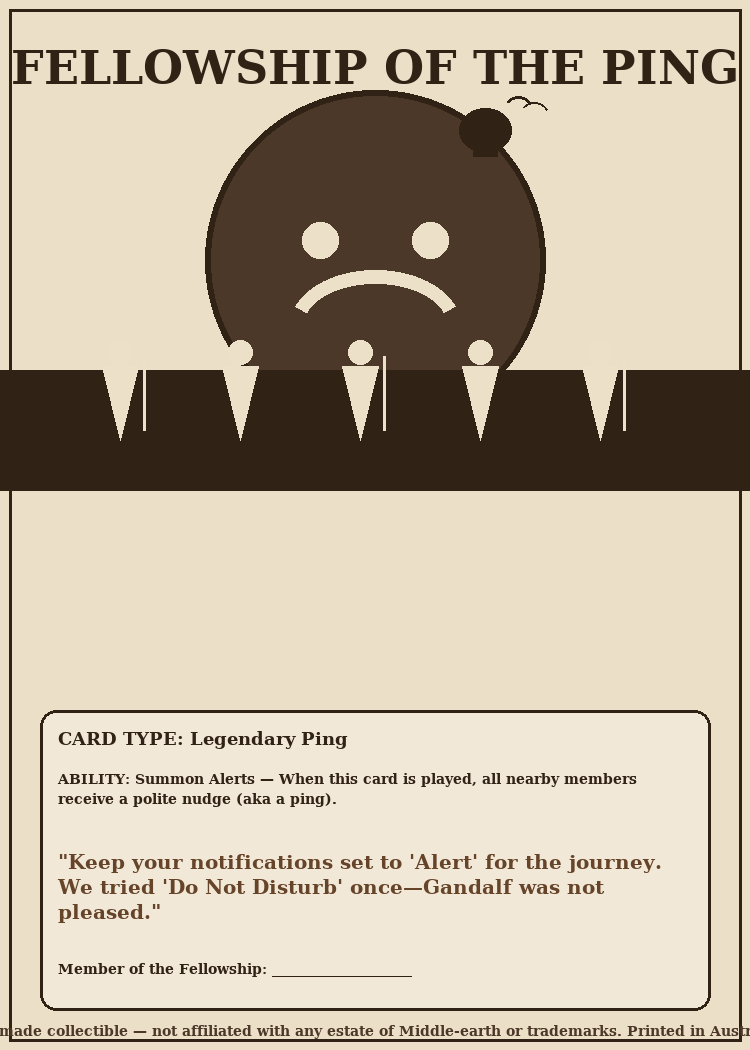 FELLOWSHIP OF THE PING
CARD TYPE: Legendary Ping
ABILITY: Summon Alerts — When this card is played, all nearby members
receive a polite nudge (aka a ping).
"Keep your notifications set to 'Alert' for the journey.
We tried 'Do Not Disturb' once—Gandalf was not
pleased."
Member of the Fellowship: ____________________
made collectible — not affiliated with any estate of Middle-earth or trademarks. Printed in